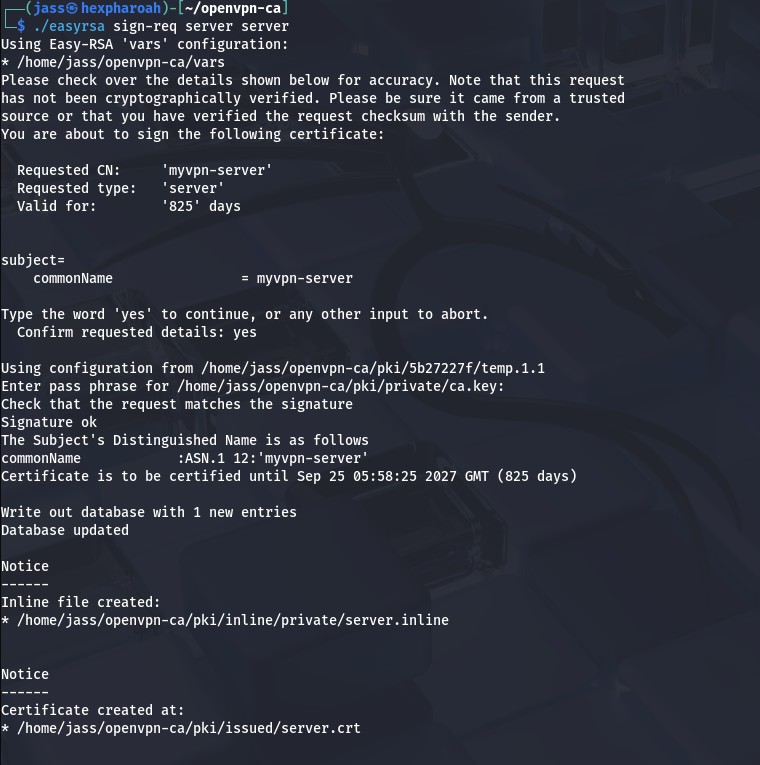 ┌──(jass㉿hexpharoah)-[~/openvpn-ca]
└─$ ./easyrsa sign-req server server
Using Easy-RSA 'vars' configuration:
* /home/jass/openvpn-ca/vars
Please check over the details shown below for accuracy. Note that this request
has not been cryptographically verified. Please be sure it came from a trusted
source or that you have verified the request checksum with the sender.
You are about to sign the following certificate:

  Requested CN:     'myvpn-server'
  Requested type:   'server'
  Valid for:        '825' days


subject=
    commonName                = myvpn-server

Type the word 'yes' to continue, or any other input to abort.
  Confirm requested details: yes

Using configuration from /home/jass/openvpn-ca/pki/5b27227f/temp.1.1
Enter pass phrase for /home/jass/openvpn-ca/pki/private/ca.key:
Check that the request matches the signature
Signature ok
The Subject's Distinguished Name is as follows
commonName            :ASN.1 12:'myvpn-server'
Certificate is to be certified until Sep 25 05:58:25 2027 GMT (825 days)

Write out database with 1 new entries
Database updated

Notice
------
Inline file created:
* /home/jass/openvpn-ca/pki/inline/private/server.inline


Notice
------
Certificate created at:
* /home/jass/openvpn-ca/pki/issued/server.crt